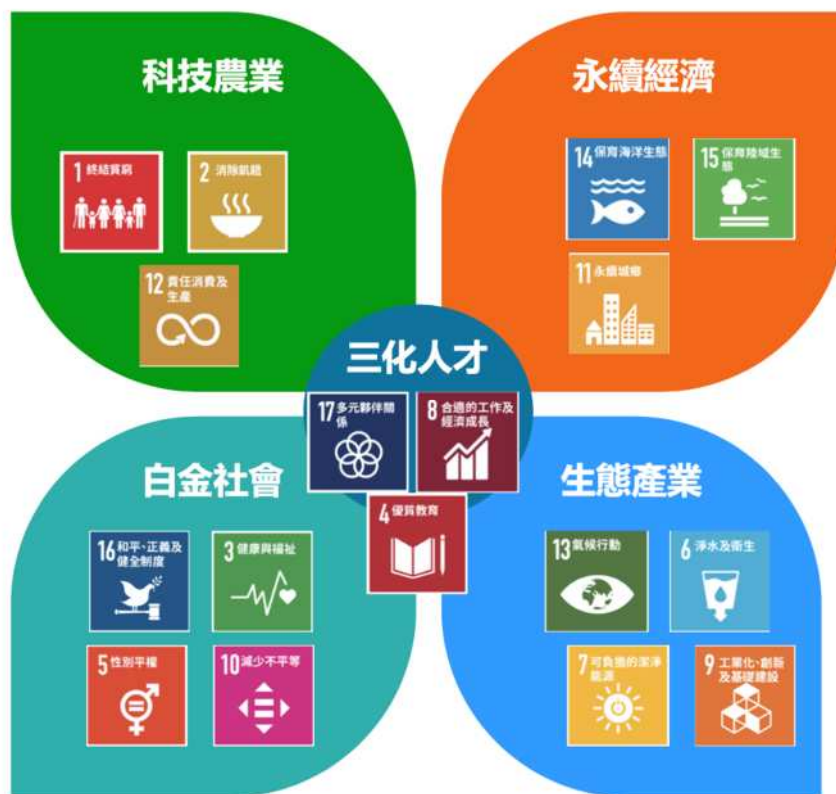 科技農業
1 終結貧窮
2 消除飢餓
12 責任消費及
生產
永續經濟
14 保育海洋生態
15 保育陸域生
態
11 永續城鄉
三化人才
17 多元夥伴關
係
8 合適的工作及
經濟成長
4 優質教育
白金社會
16 和平、正義及
健全制度
3 健康與福祉
5 性別平權
10 減少不平等
生態產業
13 氣候行動
6 淨水及衛生
7 可負擔的潔淨
能源
9 工業化、創新
及基礎建設